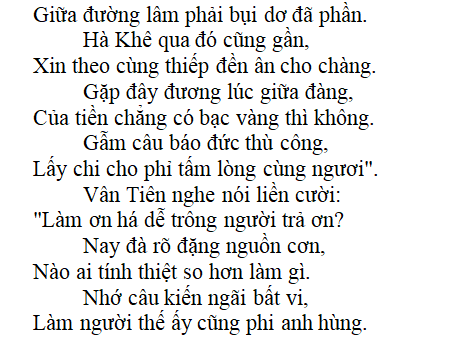 Giữa đường lâm phải bụi dơ đã phần.
Hà Khê qua đó cũng gần,
Xin theo cùng thiếp đền ân cho chàng.
Gặp đây đương lúc giữa đàng,
Của tiền chẳng có bạc vàng thì không.
Gẫm câu báo đức thù công,
Lấy chi cho phỉ tấm lòng cùng ngươi".
Vân Tiên nghe nói liền cười:
"Làm ơn há dễ trông người trả ơn?
Nay đà rõ đặng nguồn cơn,
Nào ai tính thiệt so hơn làm gì.
Nhớ câu kiến ngãi bất vi,
Làm người thế ấy cũng phi anh hùng.